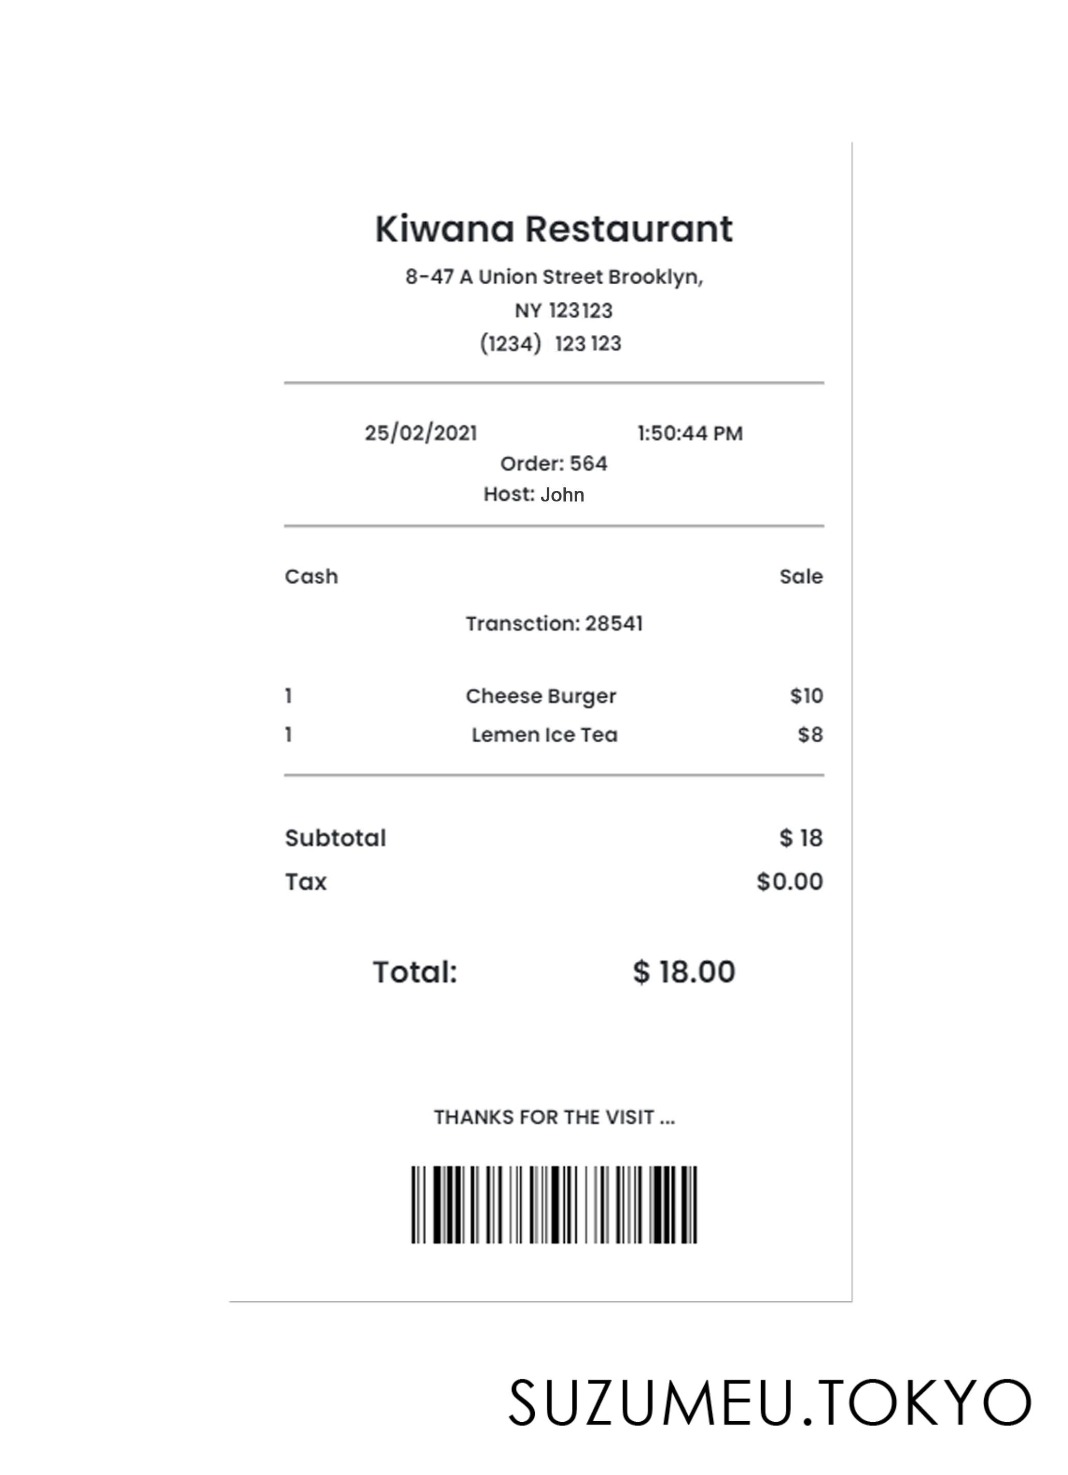 Kiwana Restaurant
8-47 A Union Street Brooklyn,
NY 123123
(1234) 123 123
25/02/2021 1:50:44 PM
Order: 564
Host: John
Cash Sale
Transction: 28541
1 Cheese Burger $10
1 Lemen Ice Tea $8
Subtotal $ 18
Tax $0.00
Total: $ 18.00
THANKS FOR THE VISIT ...
SUZUMEU.TOKYO